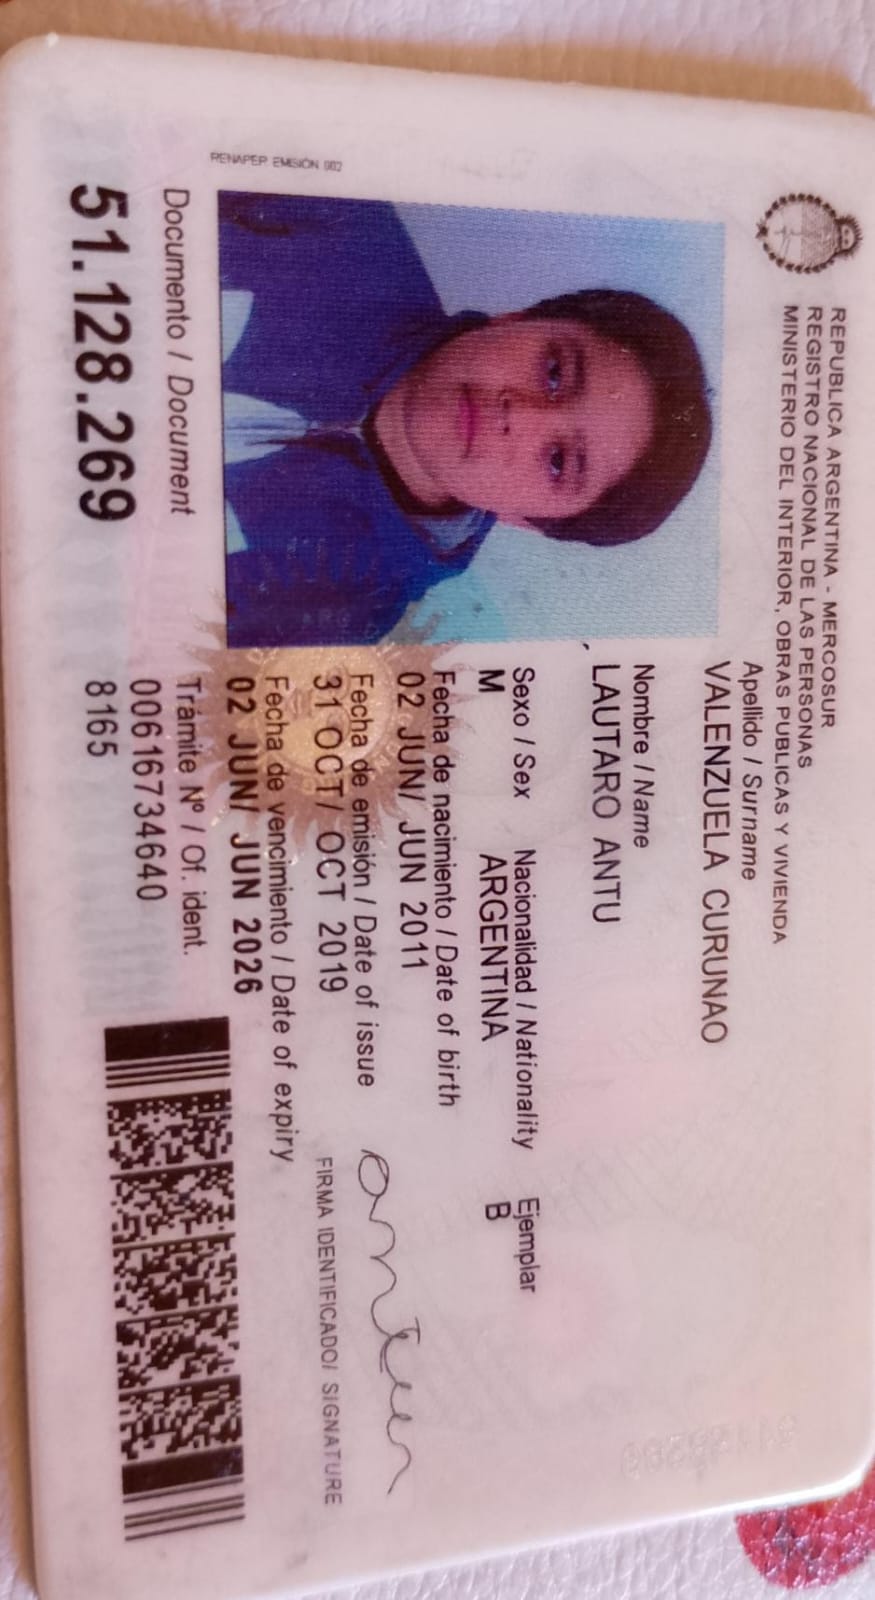 REPUBLICA ARGENTINA - MERCOSUR
REGISTRO NACIONAL DE LAS PERSONAS
MINISTERIO DEL INTERIOR, OBRAS PUBLICAS Y VIVIENDA
Apellido / Surname
VALENZUELA CURUNAO
Nombre / Name
LAUTARO ANTU
Sexo / Sex Nacionalidad / Nationality Ejemplar
M ARGENTINA B
Fecha de nacimiento / Date of birth
02 JUN/ JUN 2011
Fecha de emisión / Date of issue
31 OCT/ OCT 2019
FIRMA IDENTIFICADO/ SIGNATURE
Fecha de vencimiento / Date of expiry
02 JUN/ JUN 2026
Trámite Nº / Of. ident.
00616734640
8165
Documento / Document
51.128.269